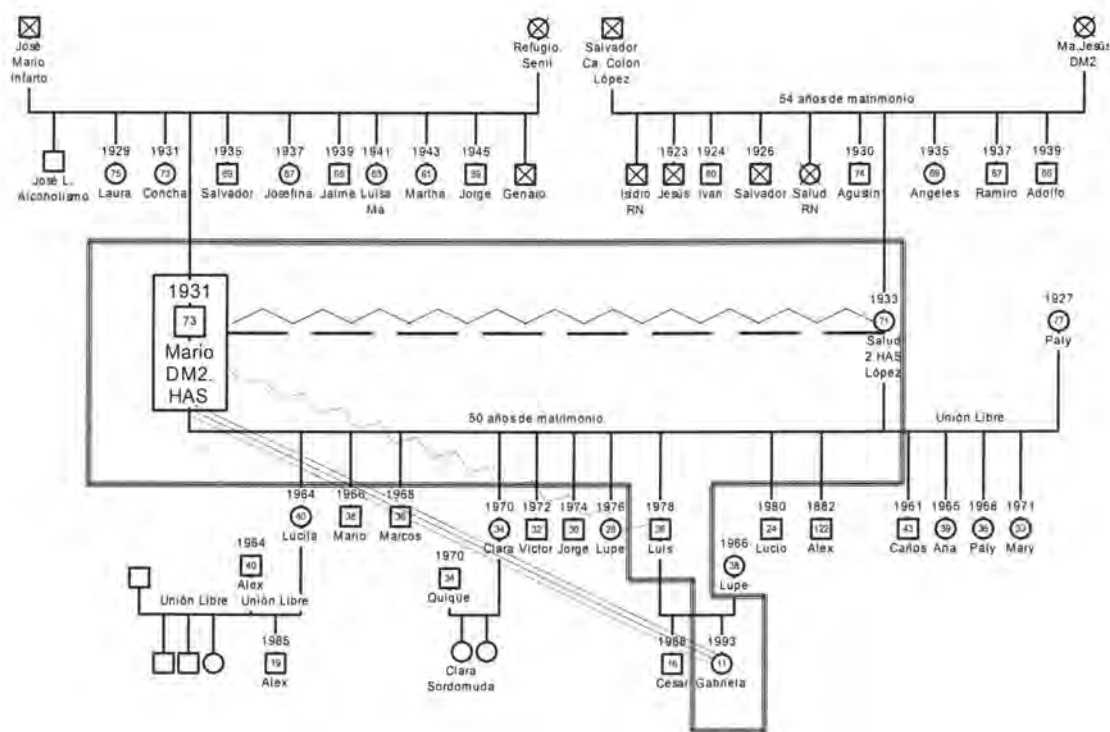 José
Mario
Infarto
Refugio.
Senil
Salvador
Ca. Colon
López
Ma.Jesús
DM2
54 años de matrimonio
José L.
Alcoholismo
1929
75
Laura
1931
73
Concha
1935
69
Salvador
1937
67
Josefina
1939
65
Jaime
1941
63
Luisa
Ma
1943
61
Martha
1945
59
Jorge
Genaro
Isidro
RN
1923
Jesús
1924
80
Ivan
1926
Salvador
Salud
RN
1930
74
Agustin
1935
69
Angeles
1937
67
Ramiro
1939
65
Adolfo
1931
73
Mario
DM2
HAS
1933
71
Salud
2.HAS
López
1927
77
Paly
50 años de matrimonio
Unión Libre
1964
40
Lucila
1966
38
Mario
1968
36
Marcos
1970
34
Clara
1972
32
Victor
1974
30
Jorge
1976
28
Lupe
1978
26
Luis
1980
24
Lucio
1882
122
Alex
1961
43
Carlos
1965
39
Ana
1968
36
Paly
1971
33
Mary
1964
40
Alex
Unión Libre
Unión Libre
1985
19
Alex
1970
34
Quique
Clara
Sordomuda
1966
38
Lupe
1988
16
César
1993
11
Gabriela